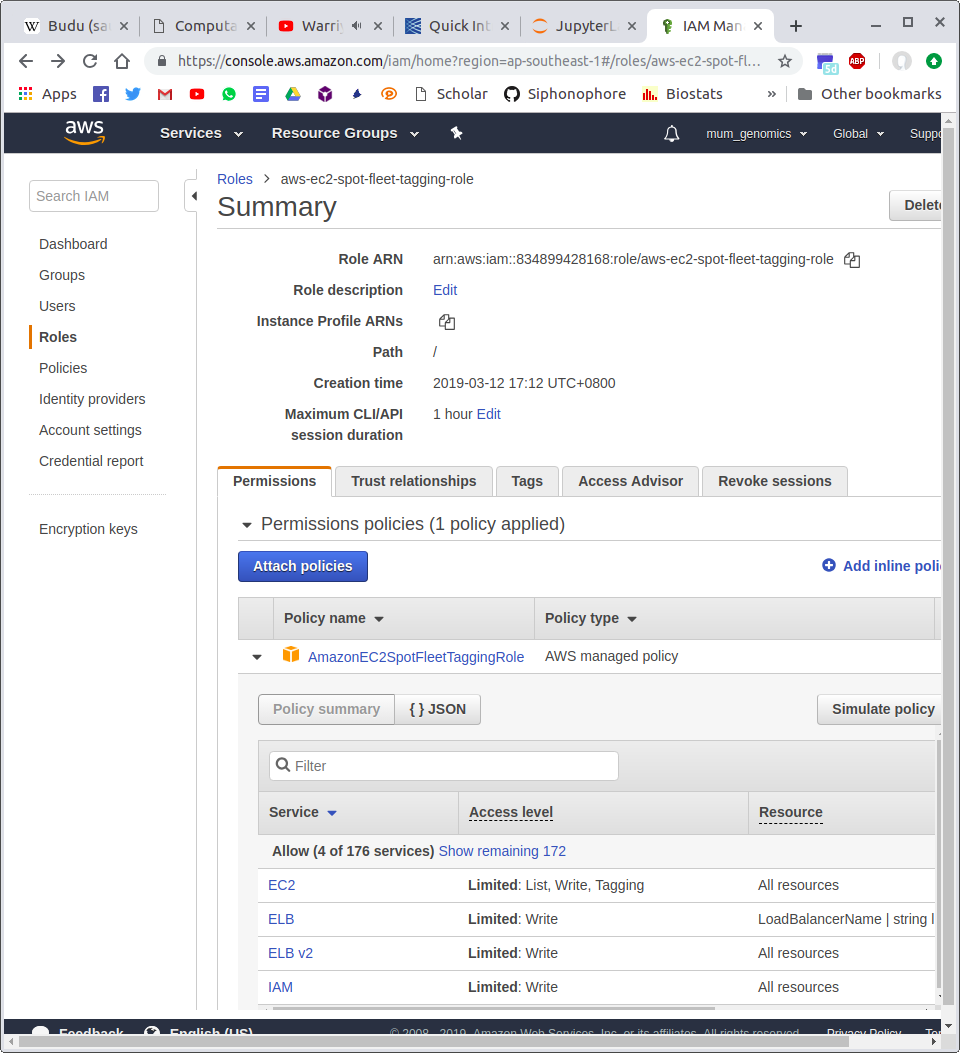 W Budu (sa
Computa
Warriy
Quick Int
JupyterL
IAM Man
https://console.aws.amazon.com/iam/home?region=ap-southeast-1#/roles/aws-ec2-spot-fl...
5d
ABP
Apps
Scholar
Siphonophore
Biostats
»
Other bookmarks
aws
Services
Resource Groups
mum_genomics
Global
Suppo
Search IAM
Dashboard
Groups
Users
Roles
Policies
Identity providers
Account settings
Credential report
Encryption keys
Roles > aws-ec2-spot-fleet-tagging-role
Summary
Delete
Role ARN arn:aws:iam::834899428168:role/aws-ec2-spot-fleet-tagging-role
Role description Edit
Instance Profile ARNs
Path /
Creation time 2019-03-12 17:12 UTC+0800
Maximum CLI/API 1 hour Edit
session duration
Permissions Trust relationships Tags Access Advisor Revoke sessions
Permissions policies (1 policy applied)
Attach policies
Add inline poli
Policy name Policy type
AmazonEC2SpotFleetTaggingRole AWS managed policy
Policy summary { } JSON Simulate policy
Filter
Service Access level Resource
Allow (4 of 176 services) Show remaining 172
EC2 Limited: List, Write, Tagging All resources
ELB Limited: Write LoadBalancerName | string l
ELB v2 Limited: Write All resources
IAM Limited: Write All resources
Feedback English (US) © 2008 - 2019, Amazon Web Services, Inc. or its affiliates. All rights reserved. Privacy Policy Ter